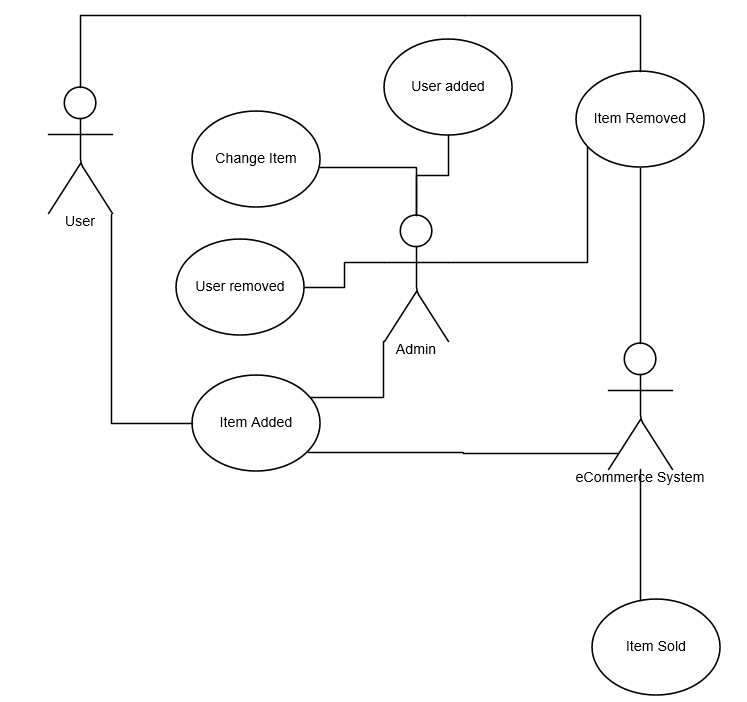 User added
Item Removed
Change Item
User
User removed
Admin
Item Added
eCommerce System
Item Sold